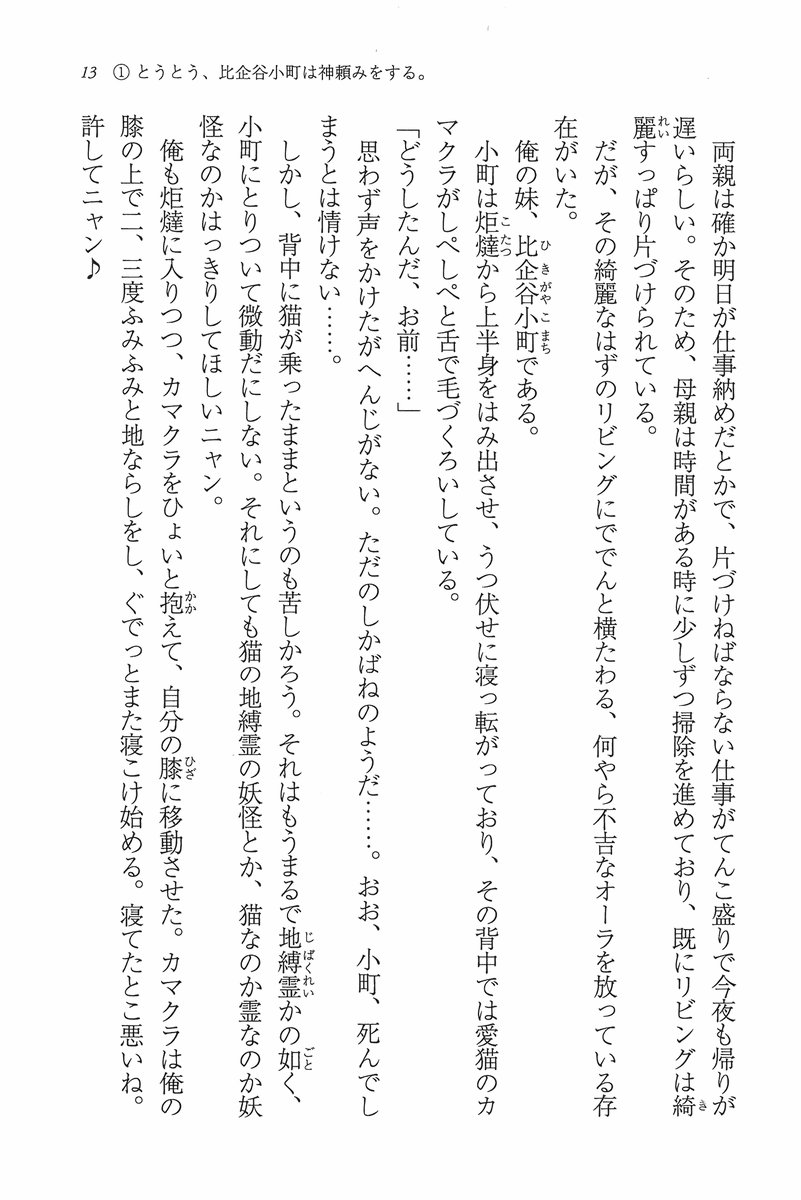 13 ① とうとう、比企谷小町は神頼みをする。
　両親は確か明日が仕事納めだとかで、片づけねばならない仕事がてんこ盛りで今夜も帰りが
遅いらしい。そのため、母親は時間がある時に少しずつ掃除を進めており、既にリビングは綺
麗すっぱり片づけられている。
　だが、その綺麗なはずのリビングにででんと横たわる、何やら不吉なオーラを放っている存
在がいた。
　俺の妹、比企谷小町である。
　小町は炬燵から上半身をはみ出させ、うつ伏せに寝っ転がっており、その背中では愛猫のカ
マクラがしぺしぺと舌で毛づくろいしている。
「どうしたんだ、お前……」
　思わず声をかけたがへんじがない。ただのしかばねのようだ……。おお、小町、死んでし
まうとは情けない……。
　しかし、背中に猫が乗ったままというのも苦しかろう。それはもうまるで地縛霊かの如く、
小町にとりついて微動だにしない。それにしても猫の地縛霊の妖怪とか、猫なのか霊なのか妖
怪なのかはっきりしてほしいニャン。
　俺も炬燵に入りつつ、カマクラをひょいと抱えて、自分の膝に移動させた。カマクラは俺の
膝の上で二、三度ふみふみと地ならしをし、ぐでっとまた寝こけ始める。寝てたとこ悪いね。
許してニャン♪